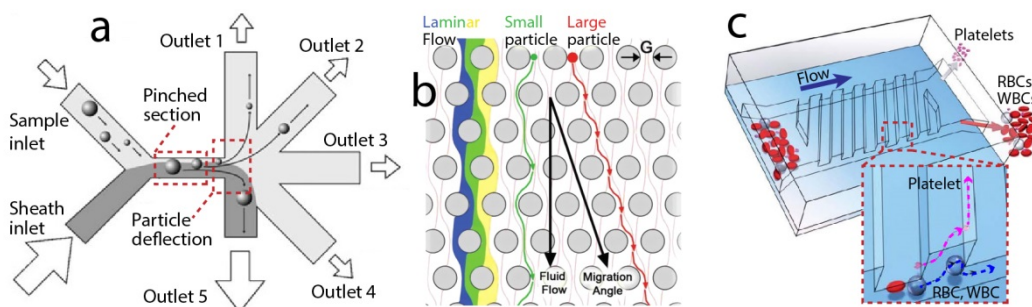 a
Outlet 1
Outlet 2
Pinched
section
Sample
inlet
Outlet 3
Sheath
inlet
Particle
deflection
Outlet 5
Outlet 4
b
Laminar
Flow
Small
particle
Large
particle
G
Fluid
Flow
Migration
Angle
c
Flow
Platelets
RBCs
WBCs
Platelet
RBC, WBC